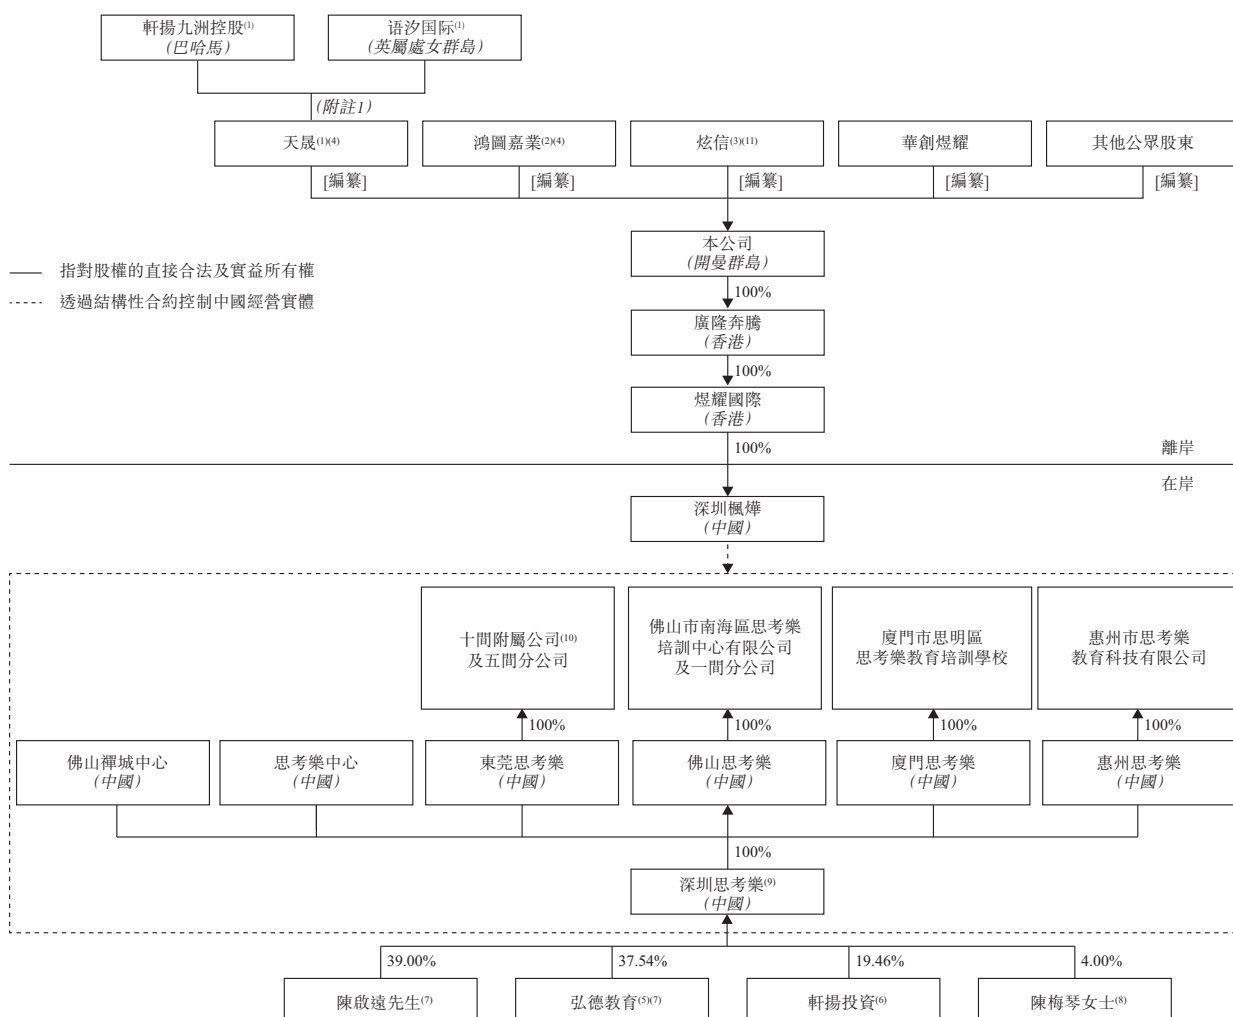 軒揚九洲控股(1)
(巴哈馬)
语汐国际(1)
(英屬處女群島)
(附註1)
天晟(1)(4)
鴻圖嘉業(2)(4)
炫信(3)(11)
華創煜耀
其他公眾股東
[編纂]
[編纂]
[編纂]
[編纂]
[編纂]
本公司
(開曼群島)
指對股權的直接合法及實益所有權
透過結構性合約控制中國經營實體
100%
廣隆奔騰
(香港)
100%
煜耀國際
(香港)
100%
離岸
在岸
深圳楓燁
(中國)
十間附屬公司(10)
及五間分公司
佛山市南海區思考樂
培訓中心有限公司
及一間分公司
廈門市思明區
思考樂教育培訓學校
惠州市思考樂
教育科技有限公司
100%
100%
100%
100%
佛山禪城中心
(中國)
思考樂中心
(中國)
東莞思考樂
(中國)
佛山思考樂
(中國)
廈門思考樂
(中國)
惠州思考樂
(中國)
100%
深圳思考樂(9)
(中國)
39.00%
37.54%
19.46%
4.00%
陳啟遠先生(7)
弘德教育(5)(7)
軒揚投資(6)
陳梅琴女士(8)